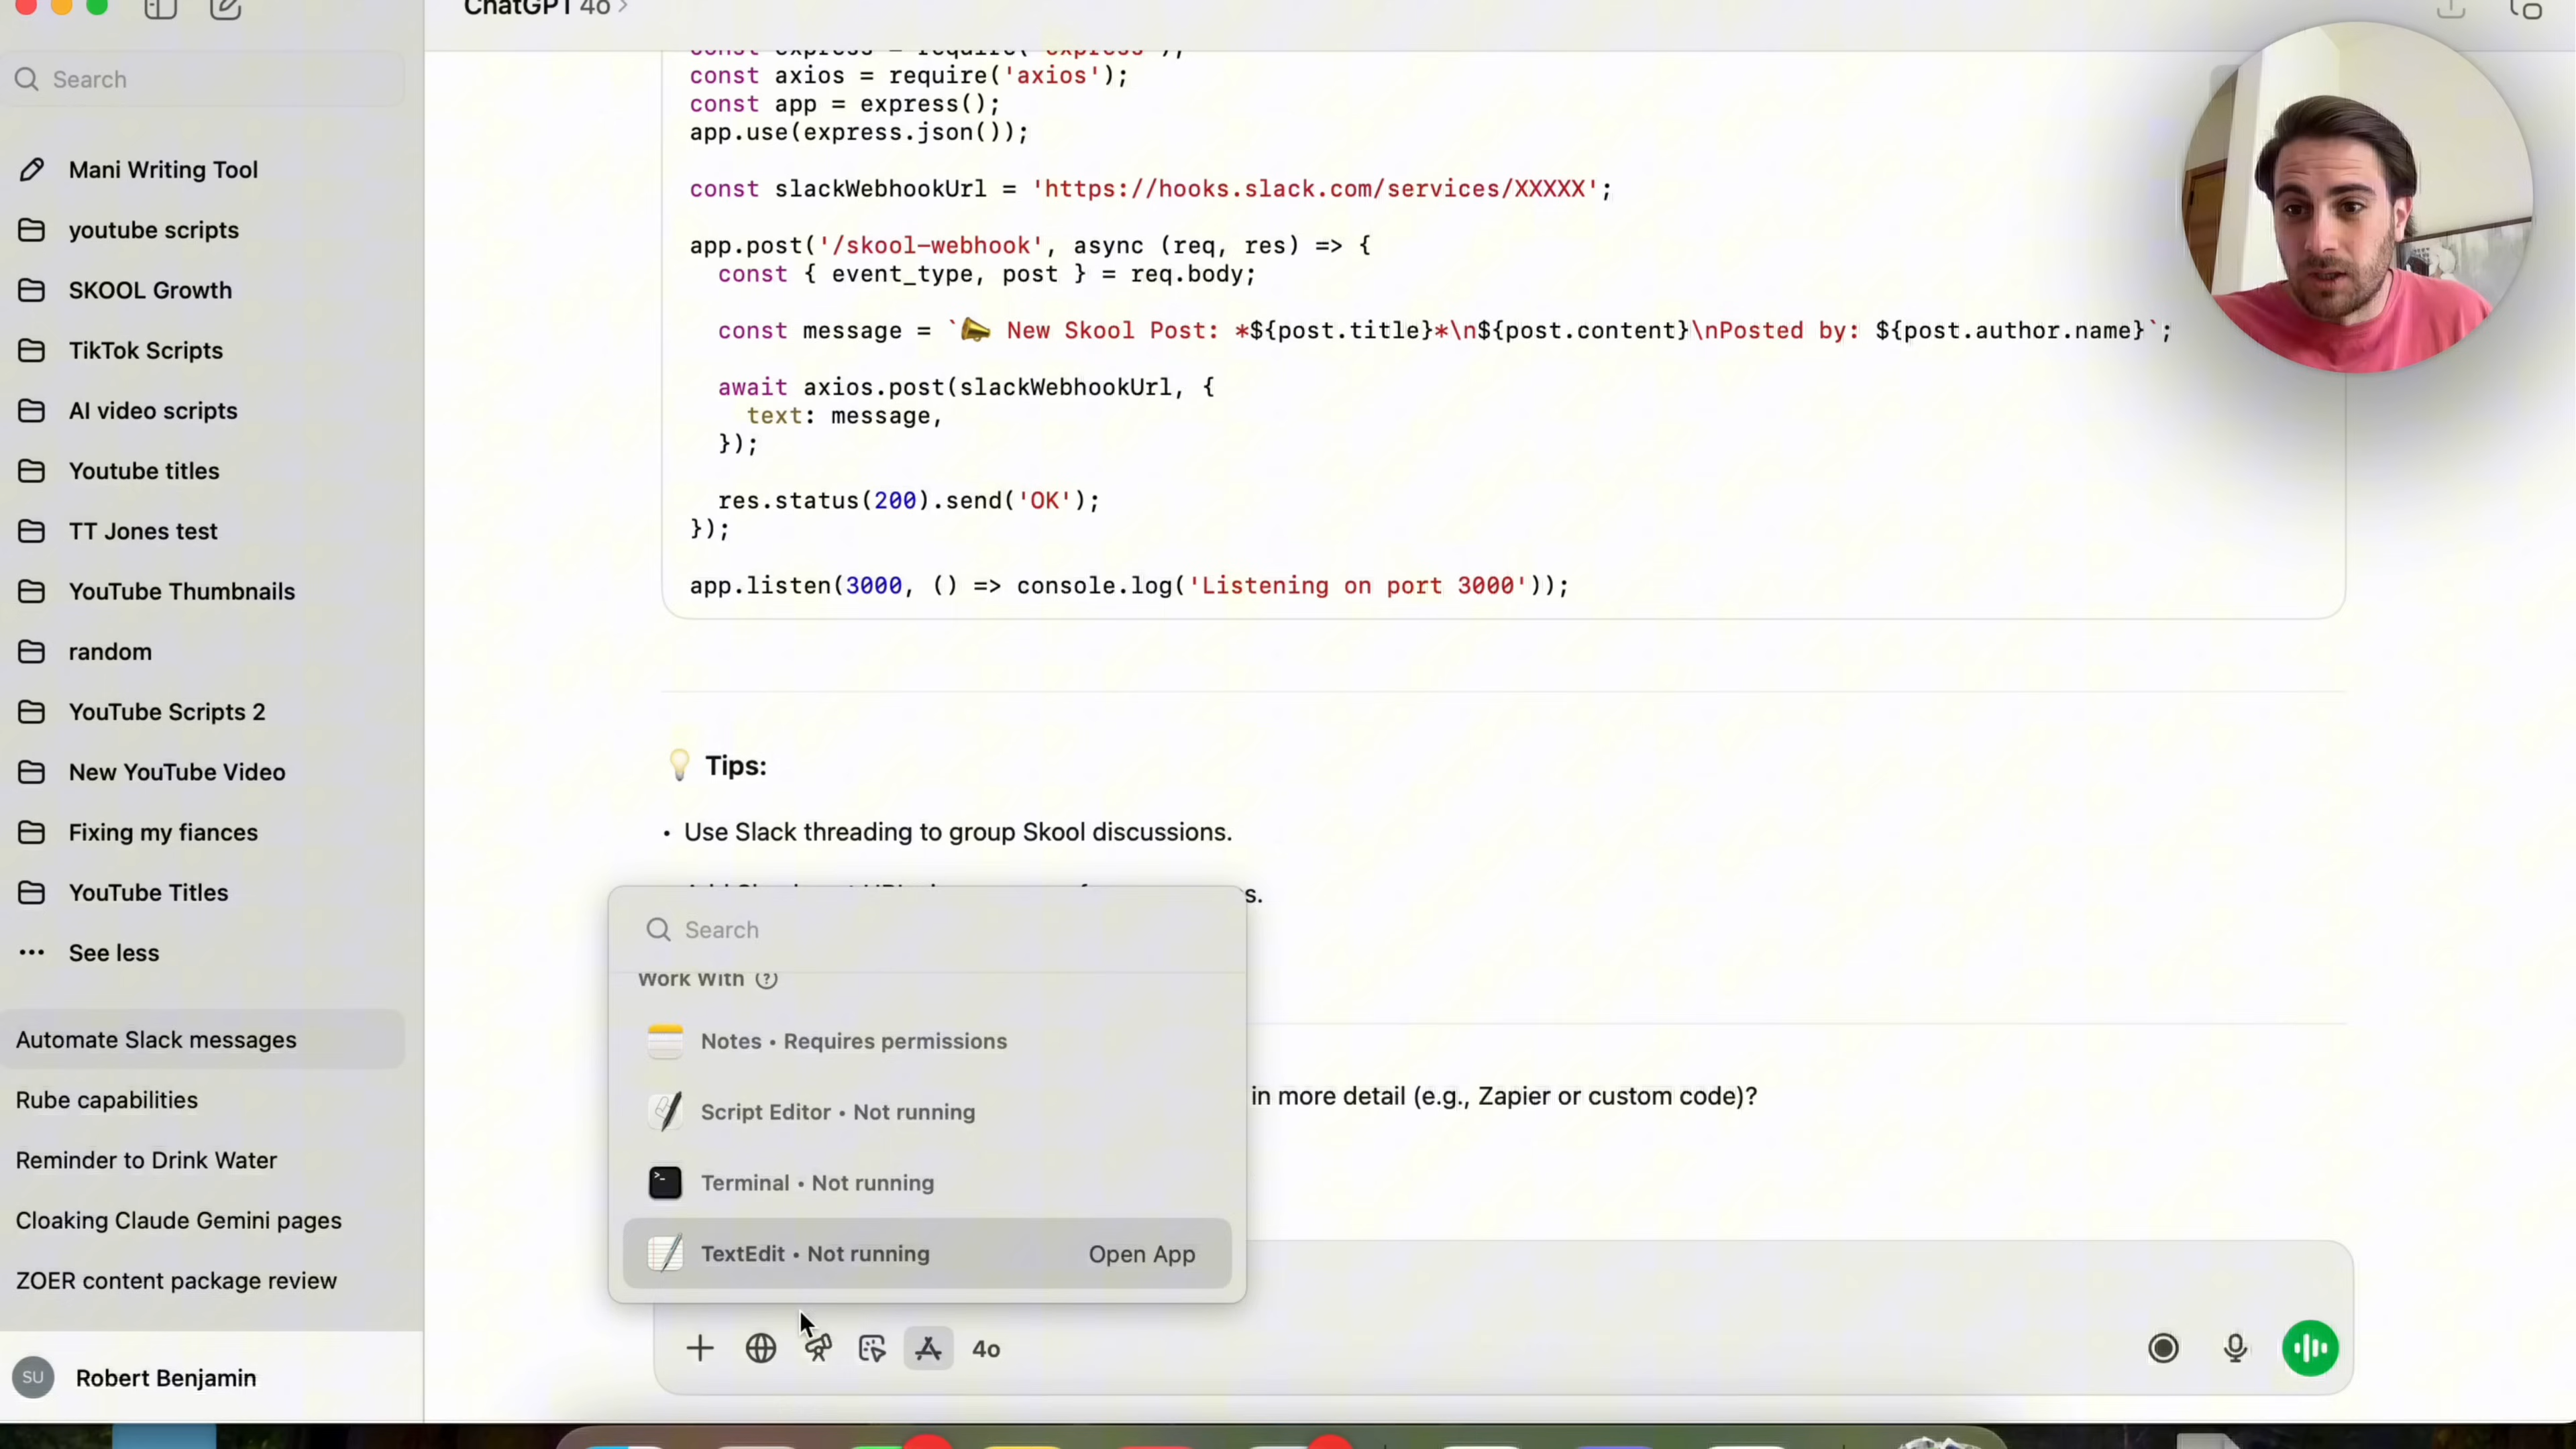 ChatGPT 4o >
Search
Mani Writing Tool
youtube scripts
SKOOL Growth
TikTok Scripts
AI video scripts
Youtube titles
TT Jones test
YouTube Thumbnails
random
YouTube Scripts 2
New YouTube Video
Fixing my fiances
YouTube Titles
See less
Automate Slack messages
Rube capabilities
Reminder to Drink Water
Cloaking Claude Gemini pages
ZOER content package review
SU
Robert Benjamin
const express = require('express');
const axios = require('axios');
const app = express();
app.use(express.json());
const slackWebhookUrl = 'https://hooks.slack.com/services/XXXXX';
app.post('/skool-webhook', async (req, res) => {
const { event_type, post } = req.body;
const message = `📣 New Skool Post: *${post.title}*\n${post.content}\nPosted by: ${post.author.name}`;
await axios.post(slackWebhookUrl, {
text: message,
});
res.status(200).send('OK');
});
app.listen(3000, () => console.log('Listening on port 3000'));
💡 Tips:
• Use Slack threading to group Skool discussions.
s.
Search
Work With ?
Notes • Requires permissions
Script Editor • Not running
Terminal • Not running
TextEdit • Not running Open App
in more detail (e.g., Zapier or custom code)?
4o